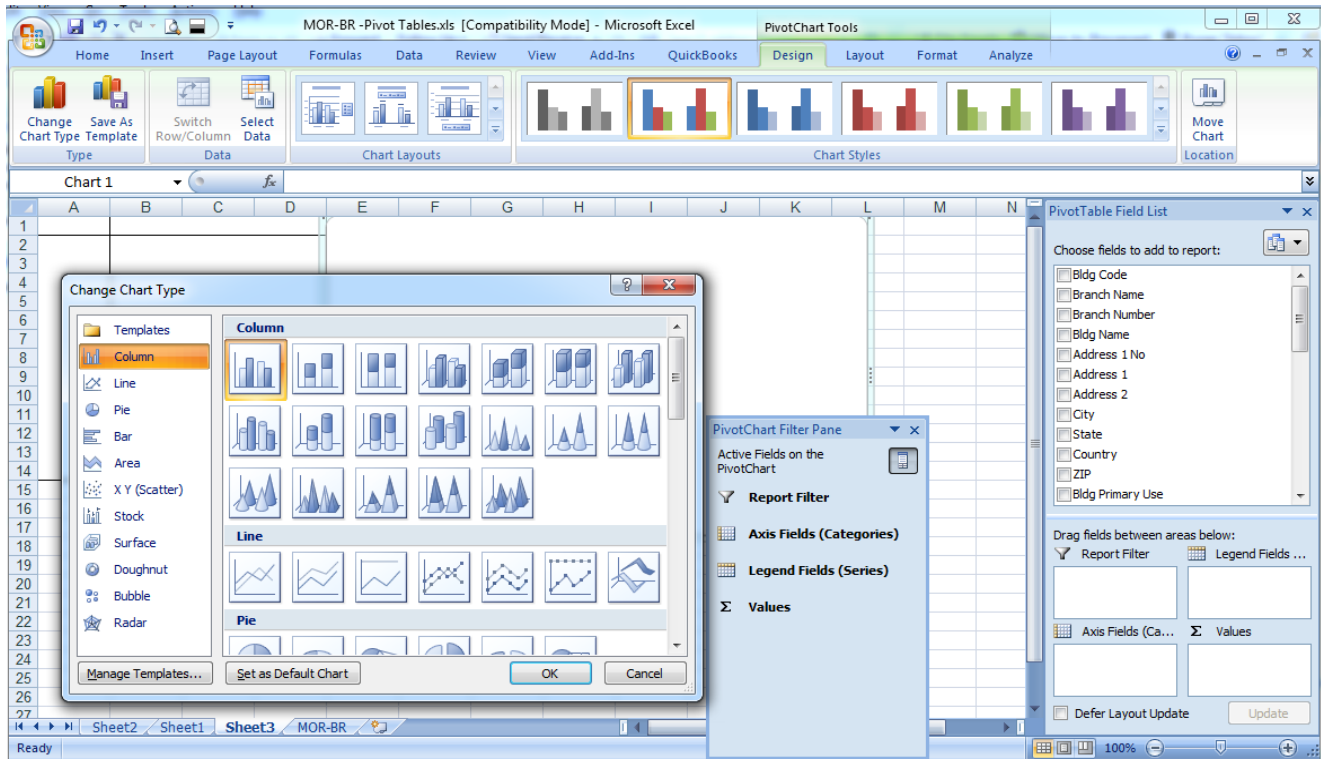 MOR-BR -Pivot Tables.xls [Compatibility Mode] - Microsoft Excel
PivotChart Tools
Home Insert Page Layout Formulas Data Review View Add-Ins QuickBooks Design Layout Format Analyze
Change Chart Type
Save As Template
Switch Row/Column
Select Data
Move Chart
Type Data Chart Layouts Chart Styles Location
Chart 1 fx
A B C D E F G H I J K L M N
1
2
3
4
5
6
7
8
9
10
11
12
13
14
15
16
17
18
19
20
21
22
23
24
25
26
27
Change Chart Type
Templates
Column
Line
Pie
Bar
Area
X Y (Scatter)
Stock
Surface
Doughnut
Bubble
Radar
Column
Line
Pie
Manage Templates... Set as Default Chart OK Cancel
PivotChart Filter Pane
Active Fields on the
PivotChart
Report Filter
Axis Fields (Categories)
Legend Fields (Series)
Σ Values
PivotTable Field List
Choose fields to add to report:
Bldg Code
Branch Name
Branch Number
Bldg Name
Address 1 No
Address 1
Address 2
City
State
Country
ZIP
Bldg Primary Use
Drag fields between areas below:
Report Filter Legend Fields ...
Axis Fields (Ca... Σ Values
Defer Layout Update Update
Sheet2 Sheet1 Sheet3 MOR-BR
Ready 100%